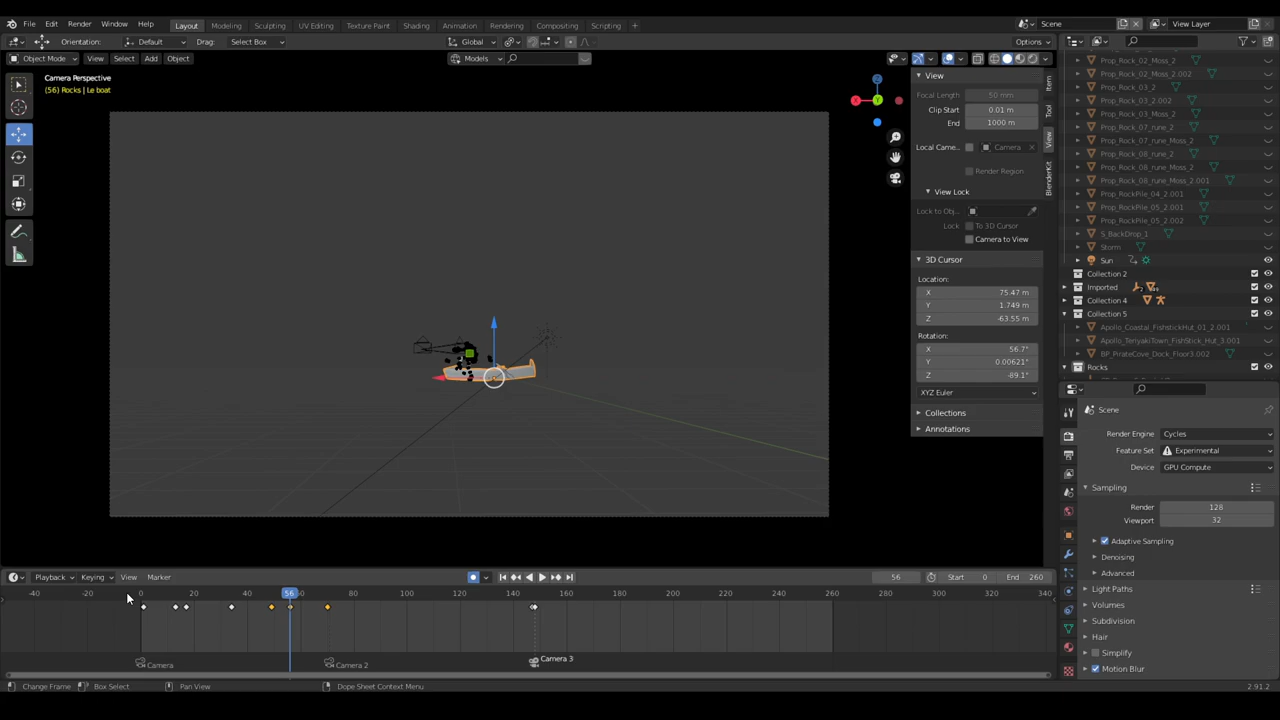 File Edit Render Window Help Layout Modeling Sculpting UV Editing Texture Paint Shading Animation Rendering Compositing Scripting + Scene View Layer
Orientation: Default Drag: Select Box Global Options
Object Mode View Select Add Object Models
Camera Perspective
(56) Rocks | Le boat
X Y Z
View
Focal Length: 50 mm
Clip Start 0.01 m
End 1000 m
Local Came.. Camera
Render Region
View Lock
Lock to Obj..
Lock To 3D Cursor
Camera to View
3D Cursor
Location:
X 75.47 m
Y 1.749 m
Z -63.55 m
Rotation:
X 56.7°
Y 0.00621°
Z -89.1°
XYZ Euler
Collections
Annotations
Item
Tool
View
BlenderKit
Prop_Rock_02_Moss_2
Prop_Rock_02_Moss_2.002
Prop_Rock_03_2
Prop_Rock_03_2.002
Prop_Rock_03_Moss_2
Prop_Rock_07_rune_2
Prop_Rock_07_rune_Moss_2
Prop_Rock_08_rune_2
Prop_Rock_08_rune_Moss_2
Prop_Rock_08_rune_Moss_2.001
Prop_RockPile_04_2.001
Prop_RockPile_05_2.001
Prop_RockPile_05_2.002
S_BackDrop_1
Storm
Sun
Collection 2
Imported
Collection 4
Collection 5
Apollo_Coastal_FishstickHut_01_2.001
Apollo_TeriyakiTown_FishStick_Hut_3.001
BP_PirateCove_Dock_Floor3.002
Rocks
Scene
Render Engine Cycles
Feature Set Experimental
Device GPU Compute
Sampling
Render 128
Viewport 32
Adaptive Sampling
Denoising
Advanced
Light Paths
Volumes
Subdivision
Hair
Simplify
Motion Blur
Playback Keying View Marker 56 Start 0 End 260
-40 -20 0 20 40 56 80 100 120 140 160 180 200 220 240 260 280 300 320 340
Camera Camera 2 Camera 3
Change Frame Box Select Pan View Dope Sheet Context Menu 2.91.2